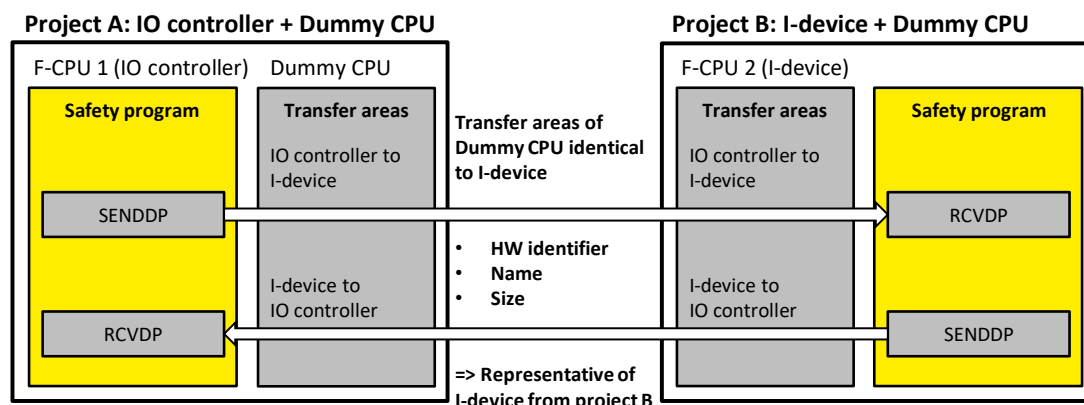 Project A: IO controller + Dummy CPU
F-CPU 1 (IO controller)
Dummy CPU
Safety program
Transfer areas
IO controller to
I-device
SENDDP
I-device to
IO controller
RCVDP
Transfer areas of
Dummy CPU identical
to I-device
• HW identifier
• Name
• Size
=> Representative of
I-device from project B
Project B: I-device + Dummy CPU
F-CPU 2 (I-device)
Transfer areas
Safety program
IO controller to
I-device
RCVDP
I-device to
IO controller
SENDDP